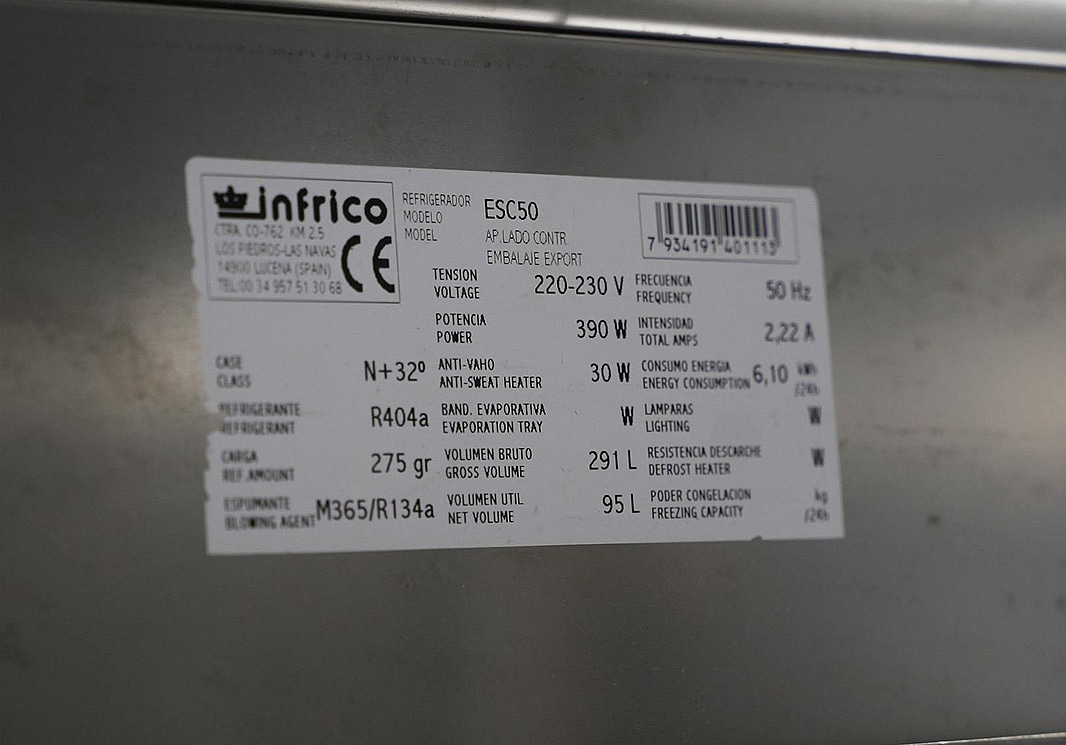 infrico
CTRA. CO-762 KM 2.5
LOS PIEDROS-LAS NAVAS
14900 LUCENA (SPAIN)
TEL:00 34 957 51 30 68
CE
REFRIGERADOR
MODELO
MODEL
ESC50
AP.LADO CONTR.
EMBALAJE EXPORT
7 934191 401113
TENSION
VOLTAGE
220-230 V
FRECUENCIA
FREQUENCY
50 Hz
POTENCIA
POWER
390 W
INTENSIDAD
TOTAL AMPS
2,22 A
CASE
CLASS
N+32º
ANTI-VAHO
ANTI-SWEAT HEATER
30 W
CONSUMO ENERGIA
ENERGY CONSUMPTION
6,10 kWh
/24h
REFRIGERANTE
REFRIGERANT
R404a
BAND. EVAPORATIVA
EVAPORATION TRAY
W
LAMPARAS
LIGHTING
W
CARGA
REF.AMOUNT
275 gr
VOLUMEN BRUTO
GROSS VOLUME
291 L
RESISTENCIA DESCARCHE
DEFROST HEATER
W
ESPUMANTE
BLOWING AGENT
M365/R134a
VOLUMEN UTIL
NET VOLUME
95 L
PODER CONGELACION
FREEZING CAPACITY
kg
/24h